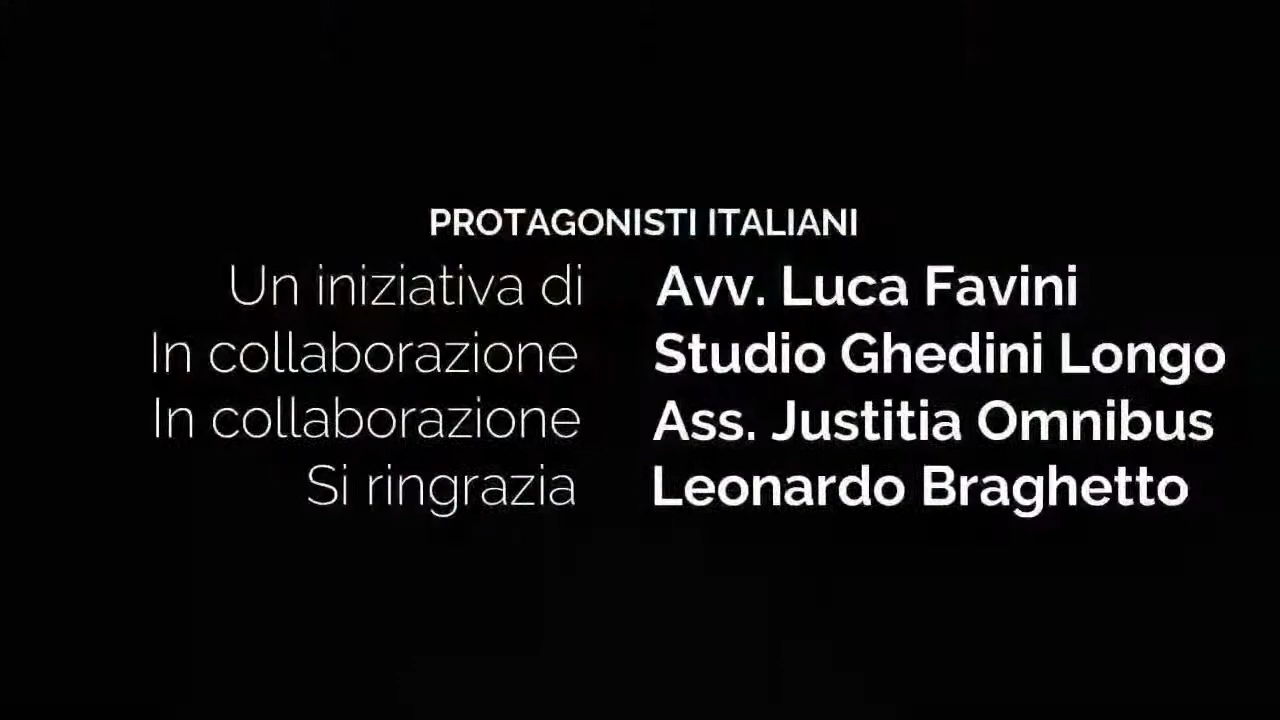 PROTAGONISTI ITALIANI
Un iniziativa di Avv. Luca Favini
In collaborazione Studio Ghedini Longo
In collaborazione Ass. Justitia Omnibus
Si ringrazia Leonardo Braghetto